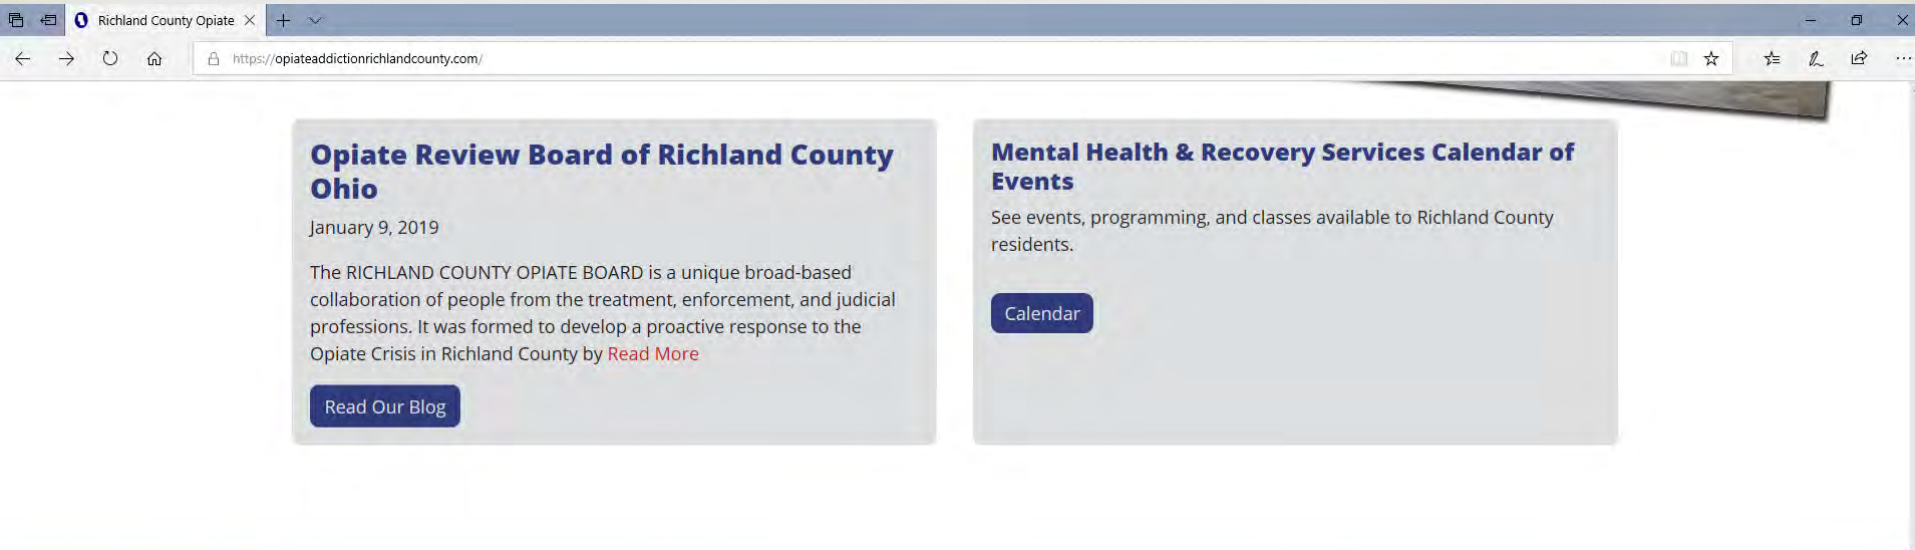 Richland County Opiate
https://opiateaddictionrichlandcounty.com/
Opiate Review Board of Richland County
Ohio
January 9, 2019
The RICHLAND COUNTY OPIATE BOARD is a unique broad-based
collaboration of people from the treatment, enforcement, and judicial
professions. It was formed to develop a proactive response to the
Opiate Crisis in Richland County by Read More
Read Our Blog
Mental Health & Recovery Services Calendar of
Events
See events, programming, and classes available to Richland County
residents.
Calendar